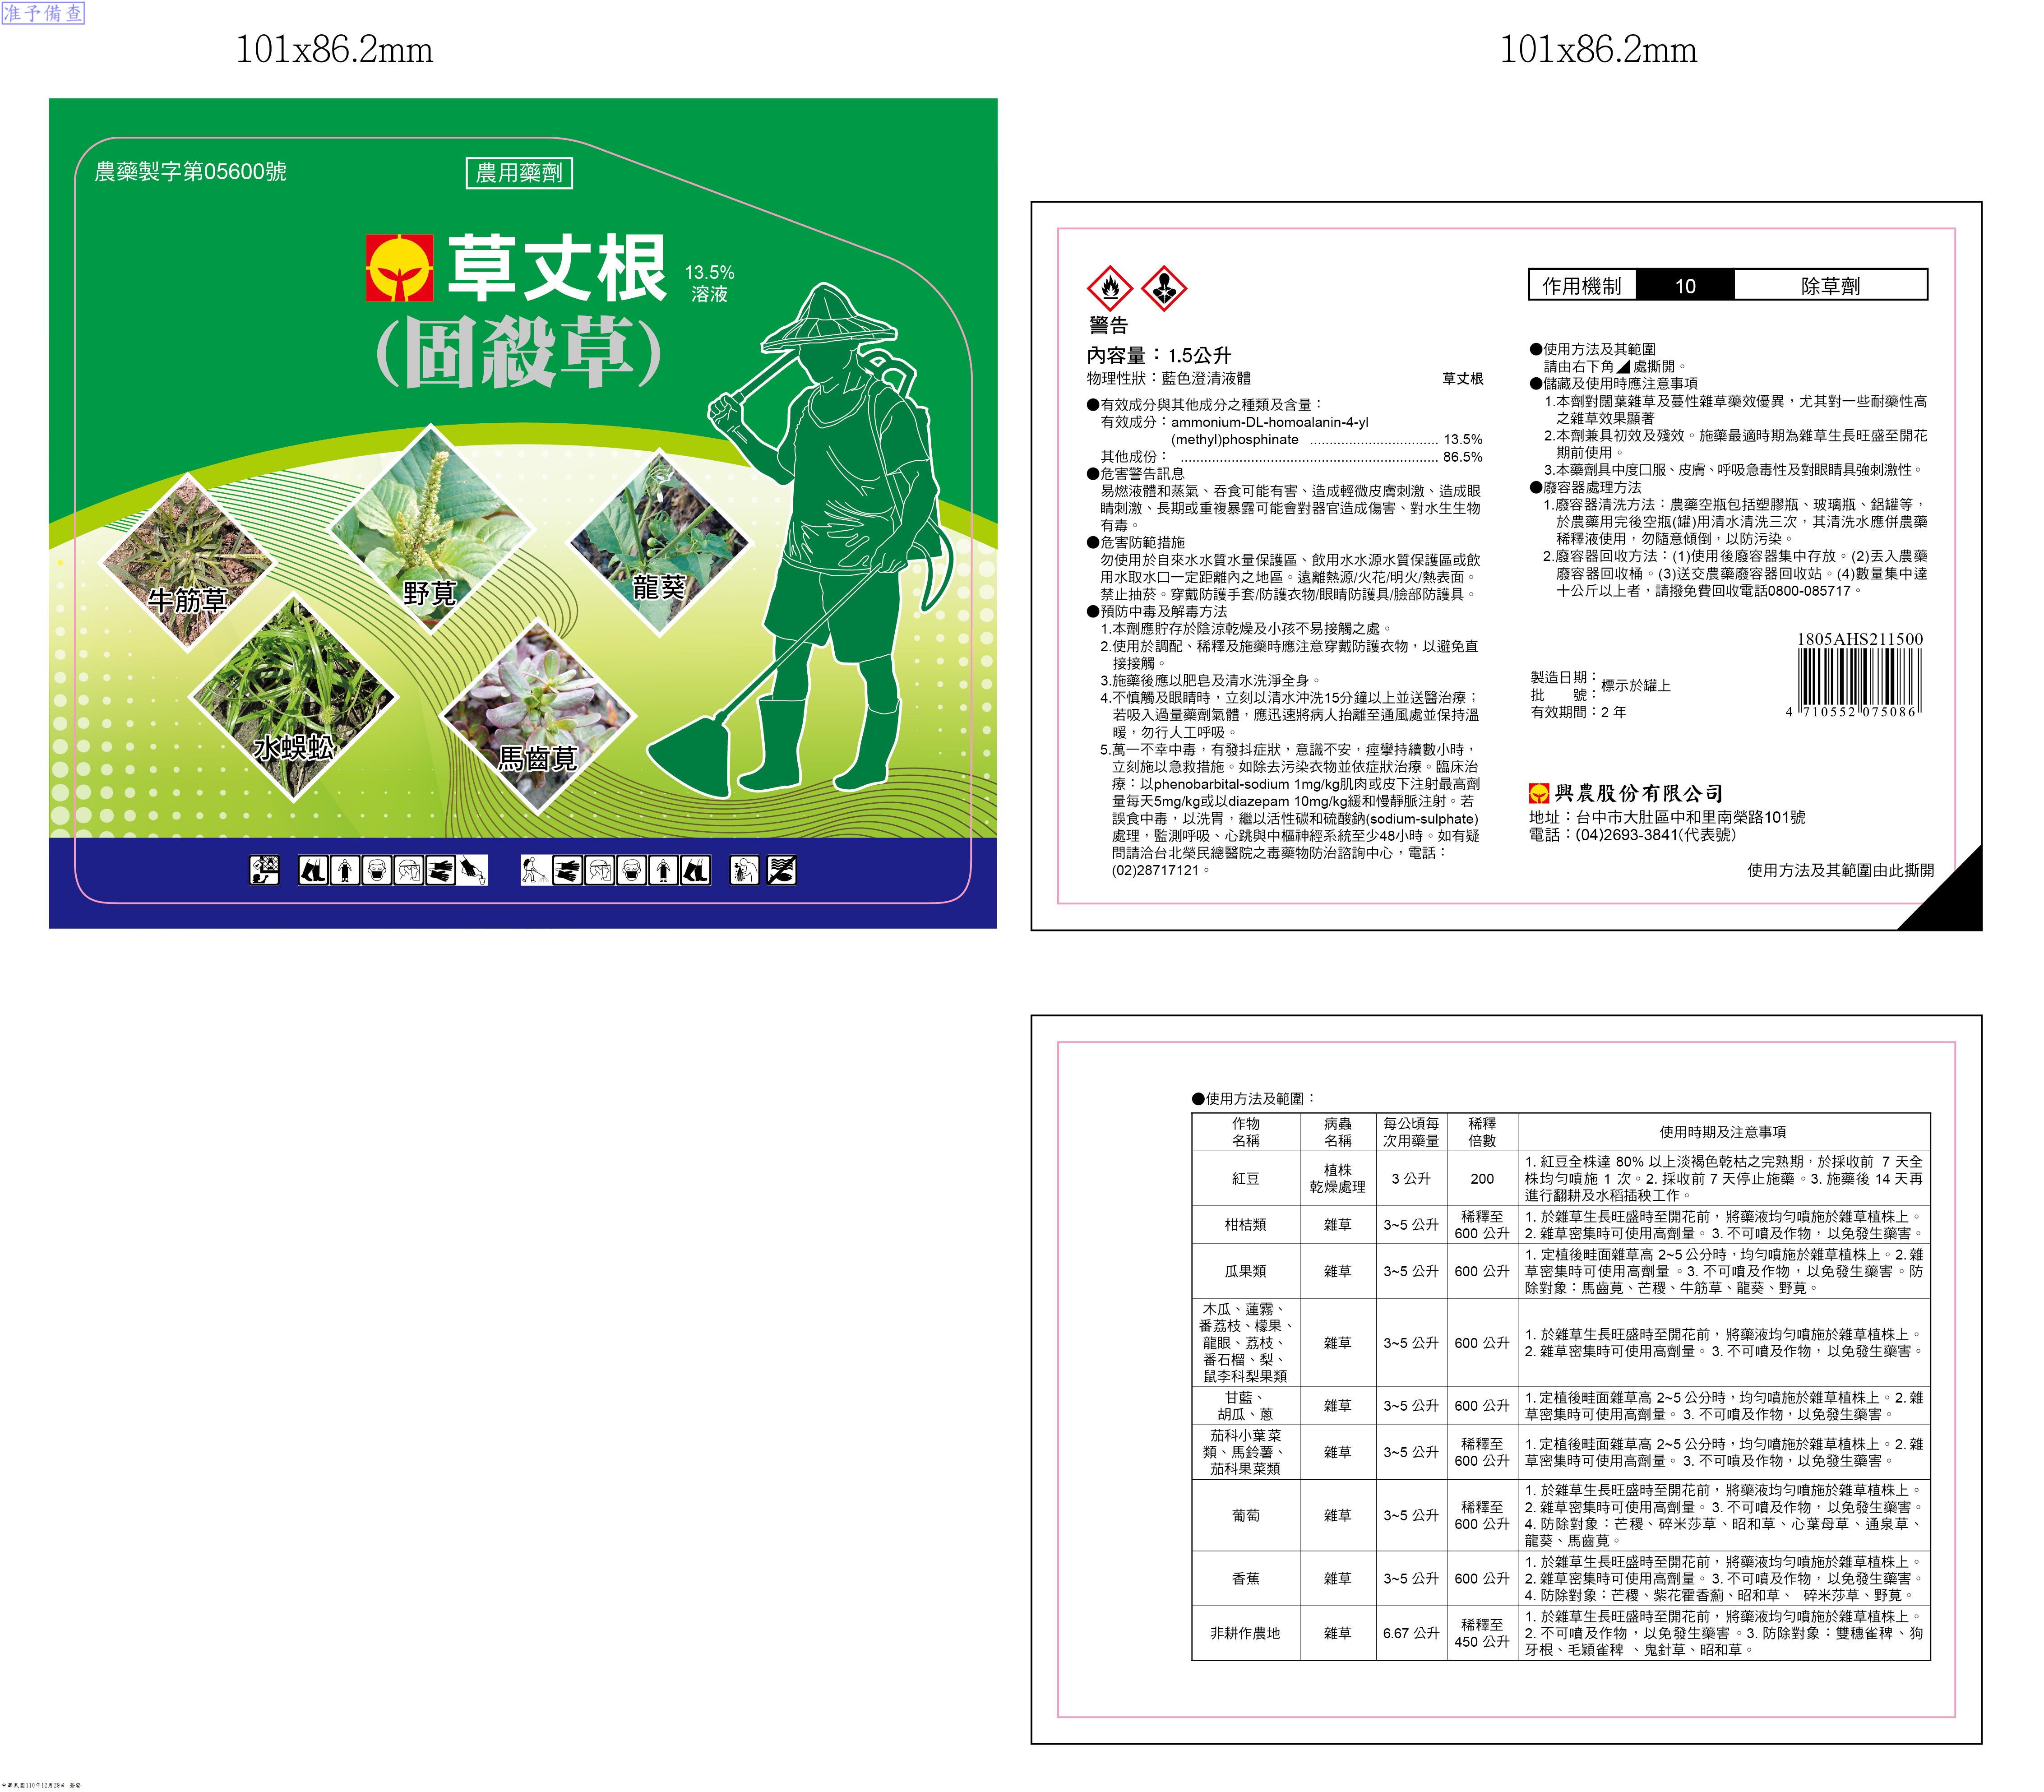 准予備查
101x86.2mm
101x86.2mm
農藥製字第05600號
農用藥劑
草丈根
13.5%
溶液
(固殺草)
牛筋草
野莧
龍葵
水蜈蚣
馬齒莧
警告
內容量：1.5公升
物理性狀：藍色澄清液體
草丈根
●有效成分與其他成分之種類及含量：
有效成分：ammonium-DL-homoalanin-4-yl
(methyl)phosphinate ................................ 13.5%
其他成份： ................................................................ 86.5%
●危害警告訊息
易燃液體和蒸氣、吞食可能有害、造成輕微皮膚刺激、造成眼
睛刺激、長期或重複暴露可能會對器官造成傷害、對水生生物
有毒。
●危害防範措施
勿使用於自來水水質水量保護區、飲用水水源水質保護區或飲
用水取水口一定距離內之地區。遠離熱源/火花/明火/熱表面。
禁止抽菸。穿戴防護手套/防護衣物/眼睛防護具/臉部防護具。
●預防中毒及解毒方法
1.本劑應貯存於陰涼乾燥及小孩不易接觸之處。
2.使用於調配、稀釋及施藥時應注意穿戴防護衣物，以避免直
接接觸。
3.施藥後應以肥皂及清水洗淨全身。
4.不慎觸及眼睛時，立刻以清水沖洗15分鐘以上並送醫治療；
若吸入過量藥劑氣體，應迅速將病人抬離至通風處並保持溫
暖，勿行人工呼吸。
5.萬一不幸中毒，有發抖症狀，意識不安，痙攣持續數小時，
立刻施以急救措施。如除去污染衣物並依症狀治療。臨床治
療：以phenobarbital-sodium 1mg/kg肌肉或皮下注射最高劑
量每天5mg/kg或以diazepam 10mg/kg緩和慢靜脈注射。若
誤食中毒，以洗胃，繼以活性碳和硫酸鈉(sodium-sulphate)
處理，監測呼吸、心跳與中樞神經系統至少48小時。如有疑
問請洽台北榮民總醫院之毒藥物防治諮詢中心，電話：
(02)28717121。
作用機制 10 除草劑
●使用方法及其範圍
請由右下角◢處撕開。
●儲藏及使用時應注意事項
1.本劑對闊葉雜草及蔓性雜草藥效優異，尤其對一些耐藥性高
之雜草效果顯著
2.本劑兼具初效及殘效。施藥最適時期為雜草生長旺盛至開花
期前使用。
3.本藥劑具中度口服、皮膚、呼吸急毒性及對眼睛具強刺激性。
●廢容器處理方法
1.廢容器清洗方法：農藥空瓶包括塑膠瓶、玻璃瓶、鋁罐等，
於農藥用完後空瓶(罐)用清水清洗三次，其清洗水應併農藥
稀釋液使用，勿隨意傾倒，以防污染。
2.廢容器回收方法：(1)使用後廢容器集中存放。(2)丟入農藥
廢容器回收桶。(3)送交農藥廢容器回收站。(4)數量集中達
十公斤以上者，請撥免費回收電話0800-085717。
1805AHS211500
4 710552 075086
製造日期：
批　　號：標示於罐上
有效期間：2 年
興農股份有限公司
地址：台中市大肚區中和里南榮路101號
電話：(04)2693-3841(代表號)
使用方法及其範圍由此撕開
●使用方法及範圍：
作物名稱 病蟲名稱 每公頃每次用藥量 稀釋倍數 使用時期及注意事項
紅豆 植株乾燥處理 3 公升 200
1. 紅豆全株達 80% 以上淡褐色乾枯之完熟期，於採收前 7 天全
株均勻噴施 1 次。2. 採收前 7 天停止施藥。3. 施藥後 14 天再
進行翻耕及水稻插秧工作。
柑桔類 雜草 3~5 公升 稀釋至 600 公升
1. 於雜草生長旺盛時至開花前，將藥液均勻噴施於雜草植株上。
2. 雜草密集時可使用高劑量。3. 不可噴及作物，以免發生藥害。
瓜果類 雜草 3~5 公升 600 公升
1. 定植後畦面雜草高 2~5 公分時，均勻噴施於雜草植株上。2. 雜
草密集時可使用高劑量。3. 不可噴及作物，以免發生藥害。防
除對象：馬齒莧、芒稷、牛筋草、龍葵、野莧。
木瓜、蓮霧、
番荔枝、檬果、
龍眼、荔枝、
番石榴、梨、
鼠李科梨果類
雜草 3~5 公升 600 公升
1. 於雜草生長旺盛時至開花前，將藥液均勻噴施於雜草植株上。
2. 雜草密集時可使用高劑量。3. 不可噴及作物，以免發生藥害。
甘藍、
胡瓜、蔥
雜草 3~5 公升 600 公升
1. 定植後畦面雜草高 2~5 公分時，均勻噴施於雜草植株上。2. 雜
草密集時可使用高劑量。3. 不可噴及作物，以免發生藥害。
茄科小葉菜
類、馬鈴薯、
茄科果菜類
雜草 3~5 公升 稀釋至 600 公升
1. 定植後畦面雜草高 2~5 公分時，均勻噴施於雜草植株上。2. 雜
草密集時可使用高劑量。3. 不可噴及作物，以免發生藥害。
葡萄 雜草 3~5 公升 稀釋至 600 公升
1. 於雜草生長旺盛時至開花前，將藥液均勻噴施於雜草植株上。
2. 雜草密集時可使用高劑量。3. 不可噴及作物，以免發生藥害。
4. 防除對象：芒稷、碎米莎草、昭和草、心葉母草、通泉草、
龍葵、馬齒莧。
香蕉 雜草 3~5 公升 600 公升
1. 於雜草生長旺盛時至開花前，將藥液均勻噴施於雜草植株上。
2. 雜草密集時可使用高劑量。3. 不可噴及作物，以免發生藥害。
4. 防除對象：芒稷、紫花霍香薊、昭和草、 碎米莎草、野莧。
非耕作農地 雜草 6.67 公升 稀釋至 450 公升
1. 於雜草生長旺盛時至開花前，將藥液均勻噴施於雜草植株上。
2. 不可噴及作物，以免發生藥害。3. 防除對象：雙穗雀稗、狗
牙根、毛穎雀稗 、鬼針草、昭和草。
中華民國110年12月29日